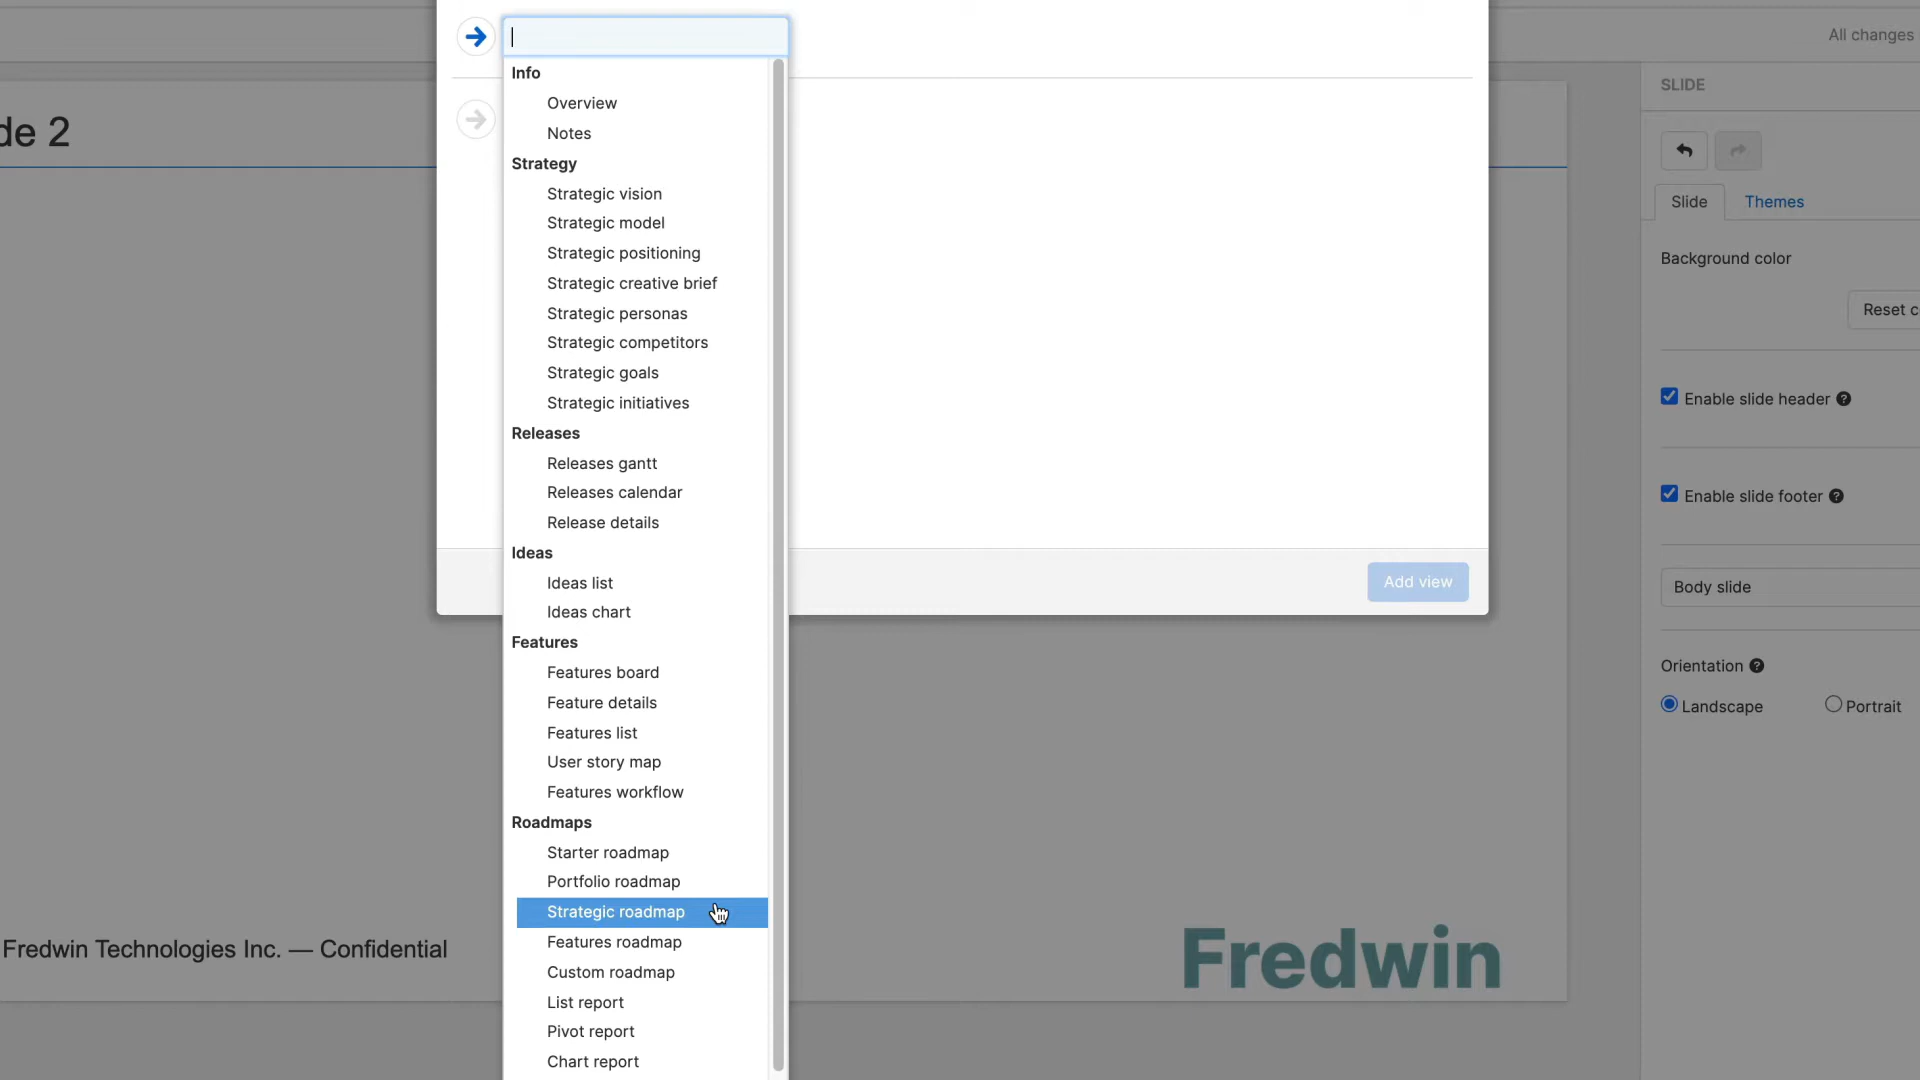 All changes
de 2
Info
Overview
Notes
Strategy
Strategic vision
Strategic model
Strategic positioning
Strategic creative brief
Strategic personas
Strategic competitors
Strategic goals
Strategic initiatives
Releases
Releases gantt
Releases calendar
Release details
Ideas
Ideas list
Ideas chart
Features
Features board
Feature details
Features list
User story map
Features workflow
Roadmaps
Starter roadmap
Portfolio roadmap
Strategic roadmap
Features roadmap
Custom roadmap
List report
Pivot report
Chart report
Add view
Fredwin Technologies Inc. — Confidential
Fredwin
SLIDE
Slide Themes
Background color
Reset c
Enable slide header ?
Enable slide footer ?
Body slide
Orientation ?
Landscape Portrait